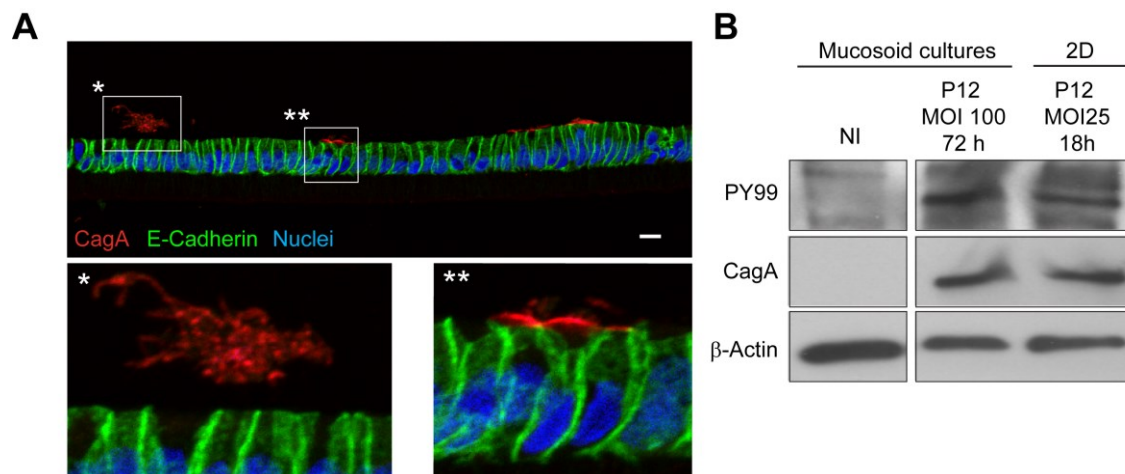 A
*
**
CagA E-Cadherin Nuclei
*
**
B
Mucosoid cultures 2D
NI
P12
MOI 100
72 h
P12
MOI25
18h
PY99
CagA
β-Actin